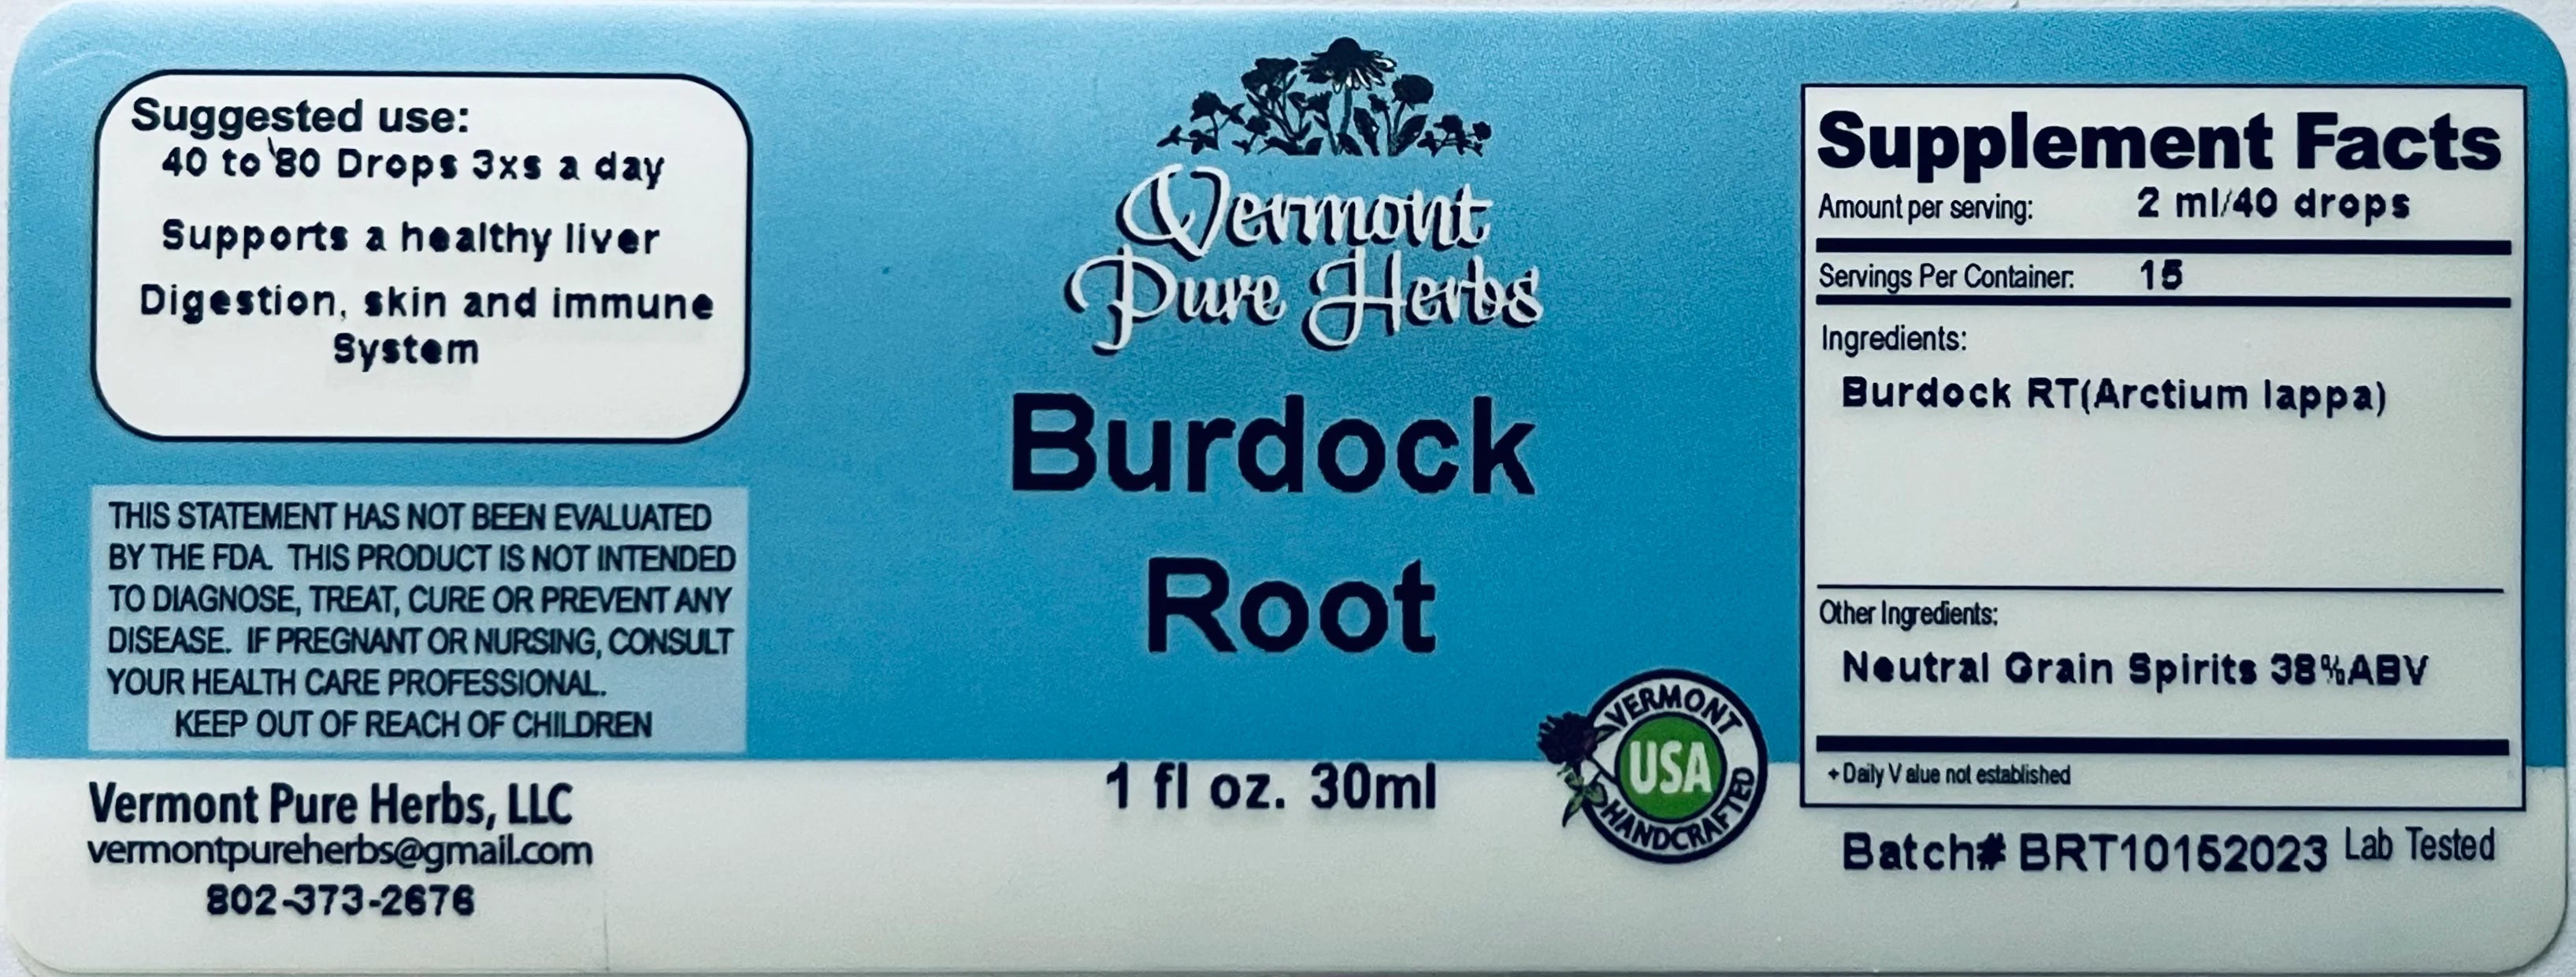 Suggested use:
40 to 80 Drops 3xs a day
Supports a healthy liver
Digestion, skin and immune
System
THIS STATEMENT HAS NOT BEEN EVALUATED
BY THE FDA. THIS PRODUCT IS NOT INTENDED
TO DIAGNOSE, TREAT, CURE OR PREVENT ANY
DISEASE. IF PREGNANT OR NURSING, CONSULT
YOUR HEALTH CARE PROFESSIONAL.
KEEP OUT OF REACH OF CHILDREN
Vermont Pure Herbs, LLC
vermontpureherbs@gmail.com
802-373-2676
Vermont
Pure Herbs
Burdock
Root
1 fl oz. 30ml
VERMONT
USA
HANDCRAFTED
Supplement Facts
Amount per serving: 2 ml/40 drops
Servings Per Container: 15
Ingredients:
Burdock RT(Arctium lappa)
Other Ingredients:
Neutral Grain Spirits 38%ABV
+ Daily Value not established
Batch# BRT10152023 Lab Tested